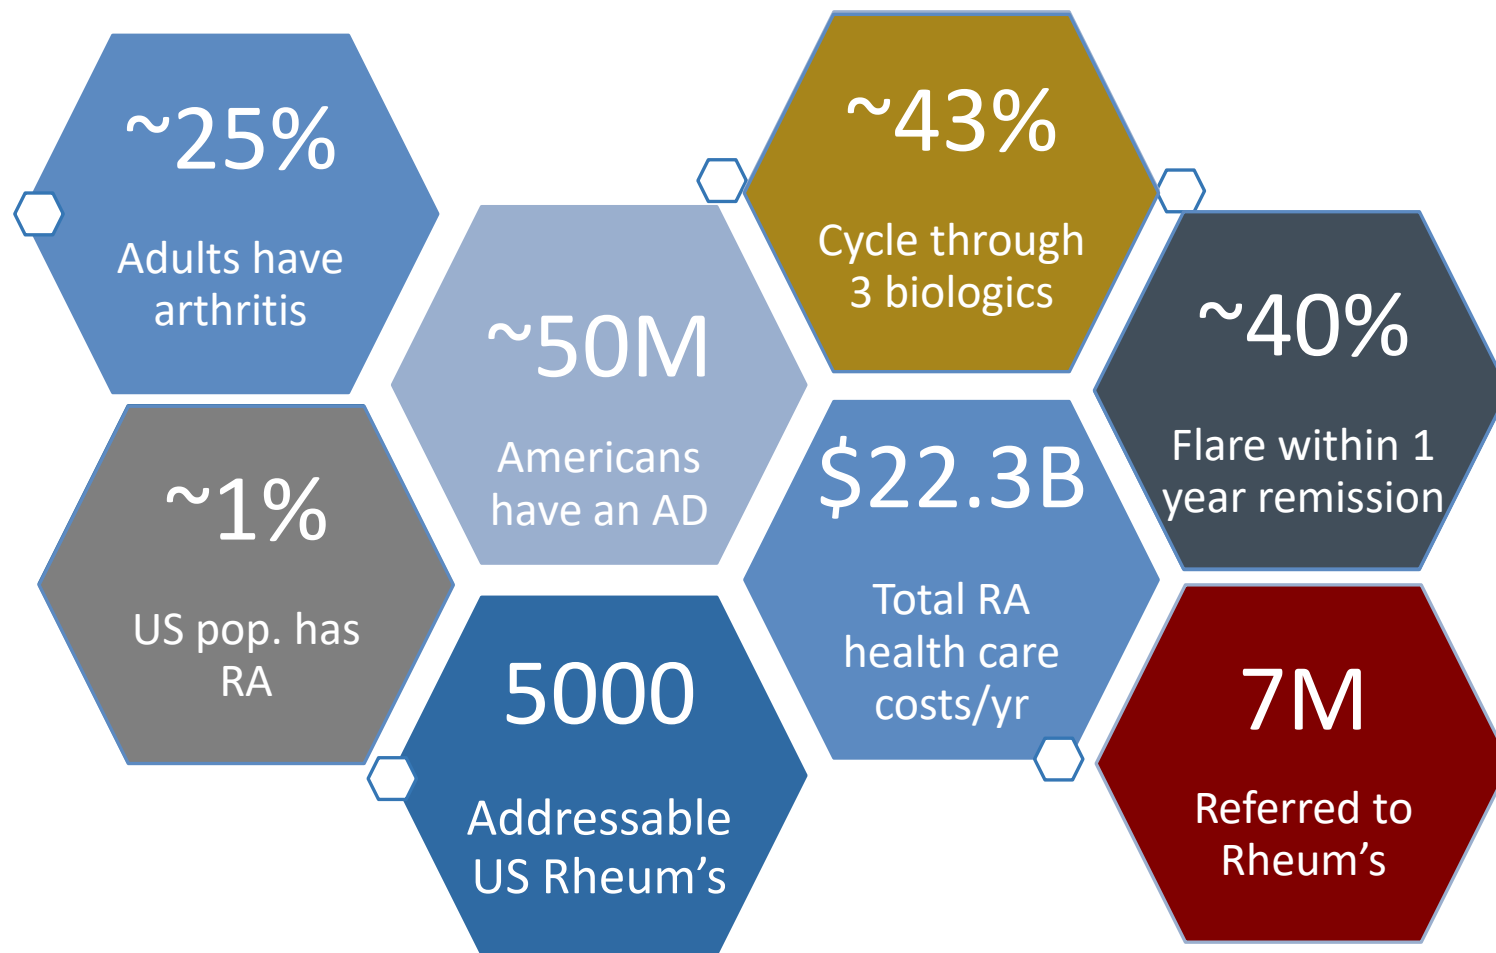 ~25%
Adults have
arthritis
~1%
US pop. has
RA
~50M
Americans
have an AD
5000
Addressable
US Rheum’s
~43%
Cycle through
3 biologics
$22.3B
Total RA
health care
costs/yr
~40%
Flare within 1
year remission
7M
Referred to
Rheum’s